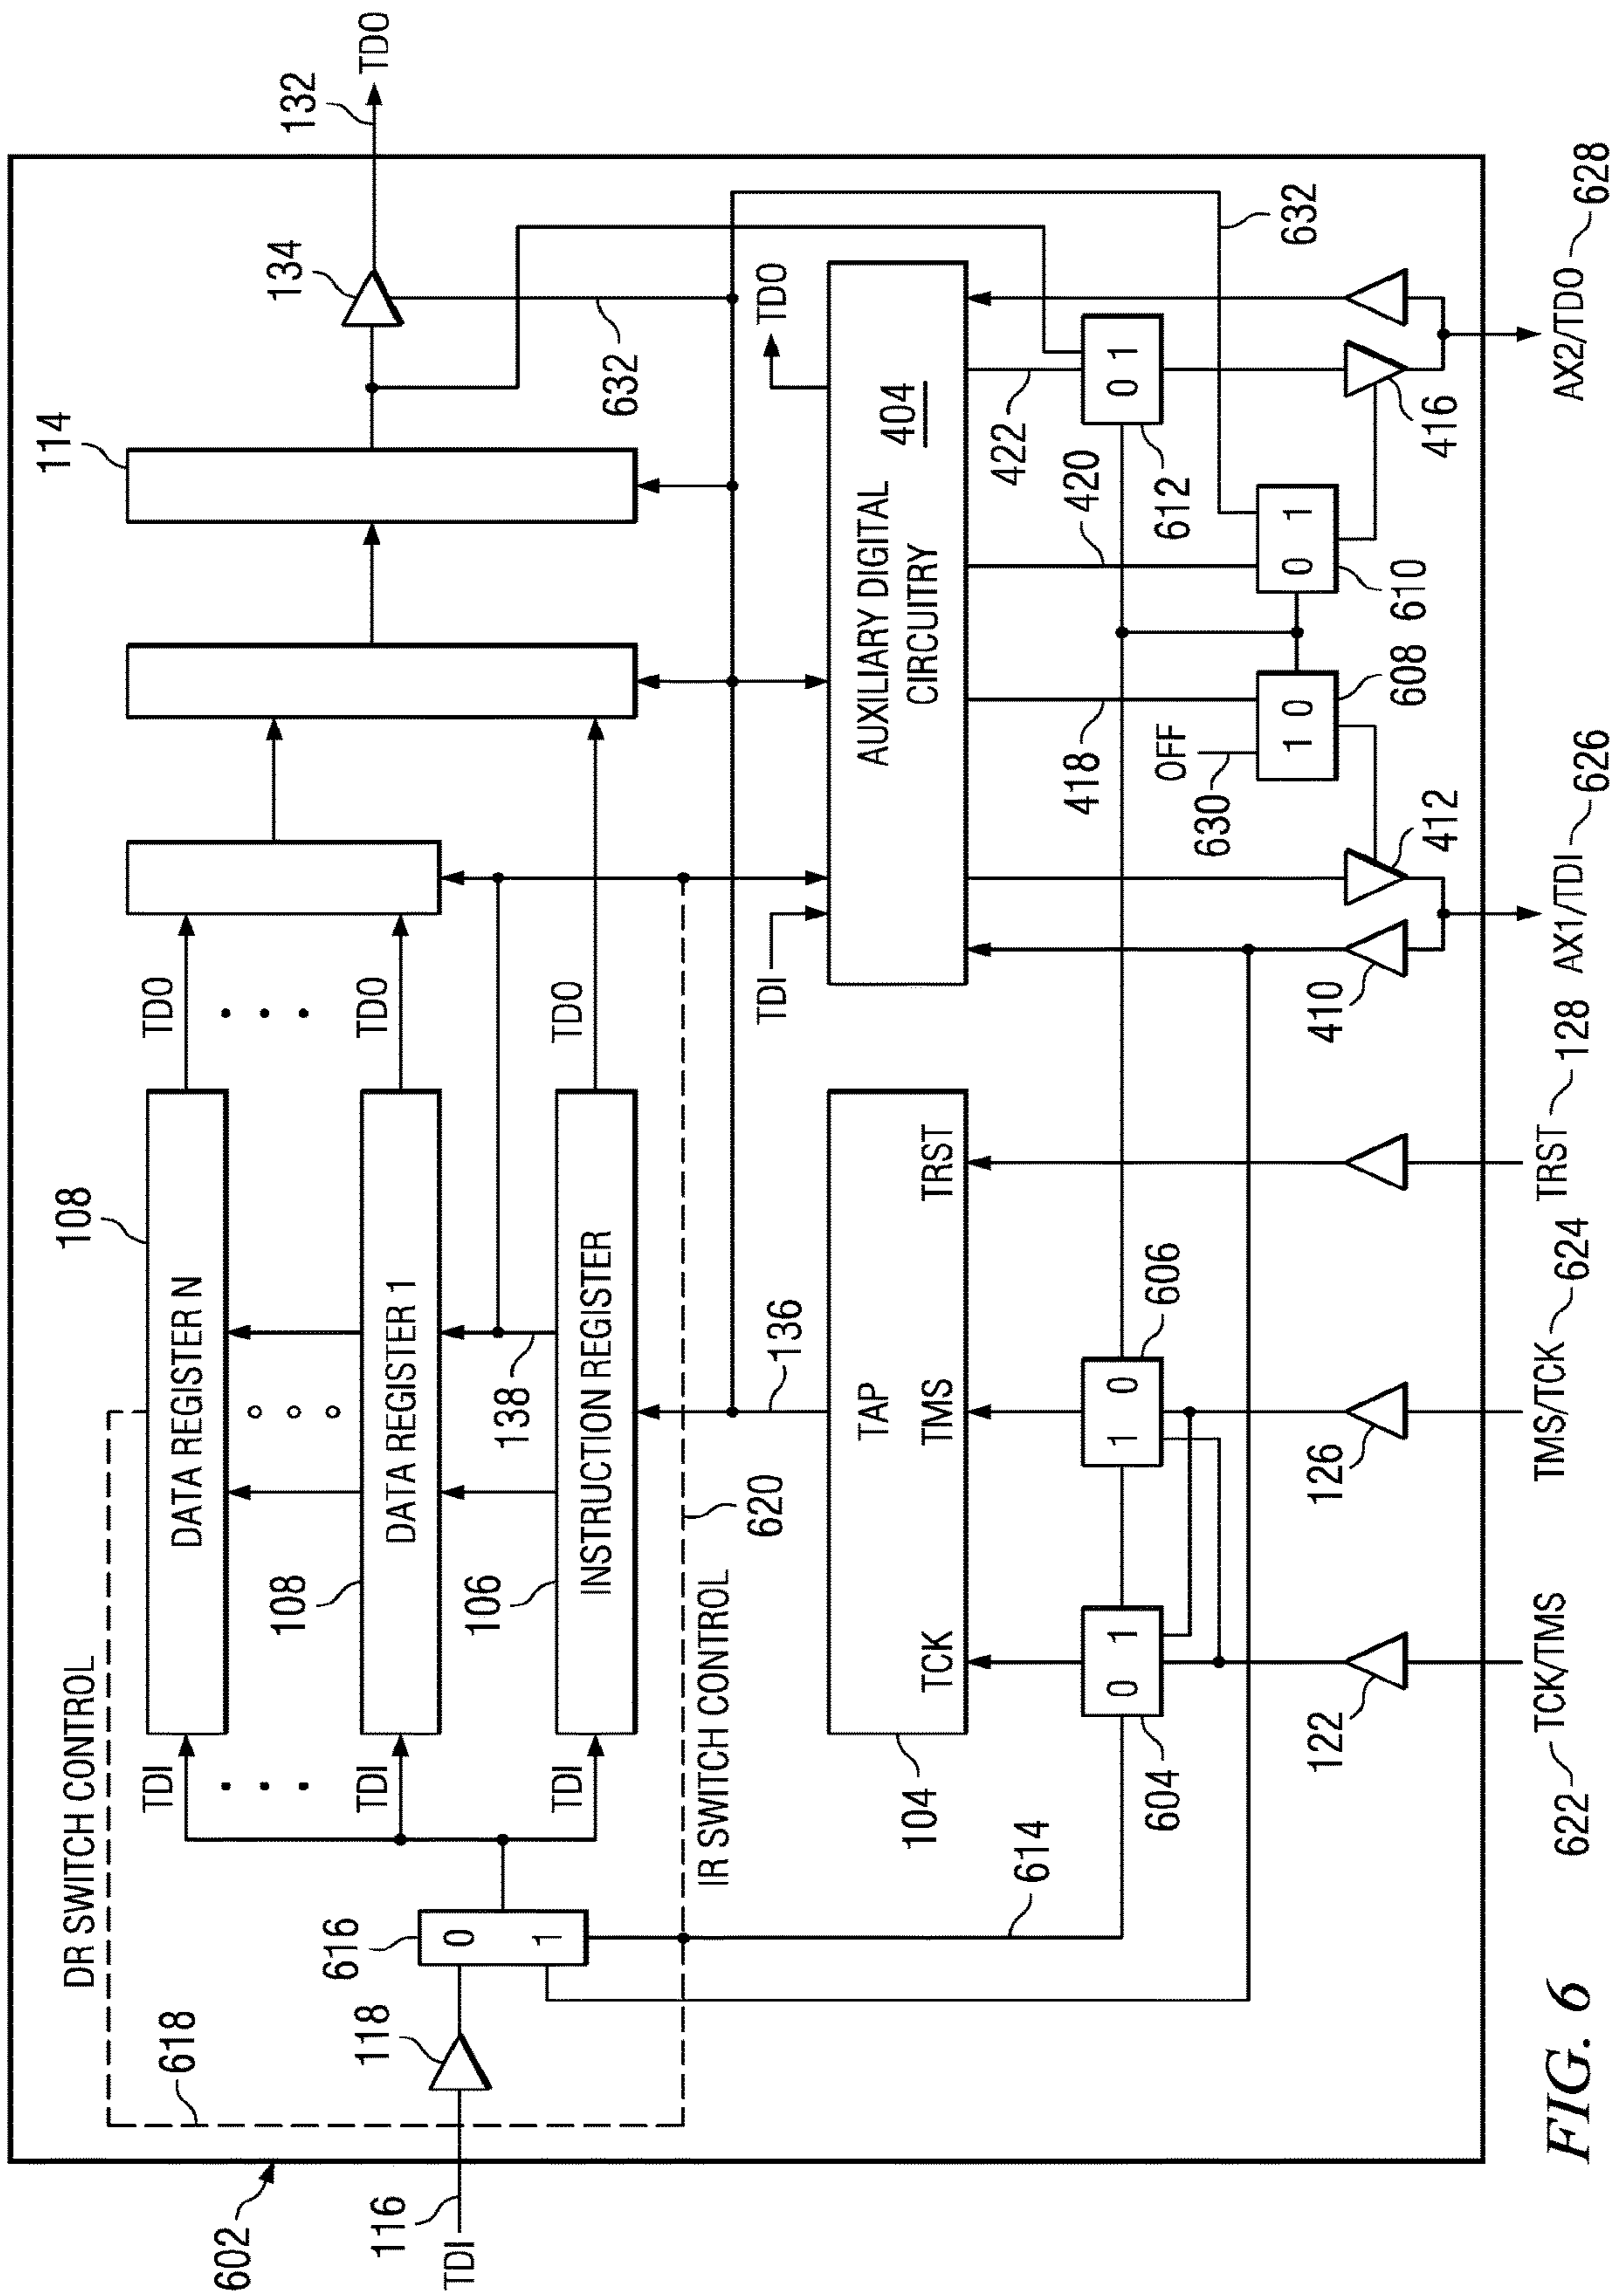 602
116
TDI
618
118
616
0
1
DR SWITCH CONTROL
IR SWITCH CONTROL
620
614
TDI
TDI
TDI
108
DATA REGISTER N
108
DATA REGISTER 1
106
INSTRUCTION REGISTER
138
136
TDO
TDO
TDO
114
134
132
TDO
632
104
TAP
TCK
TMS
TRST
TDI
AUXILIARY DIGITAL
CIRCUITRY
404
TDO
604
0 1
1 0
606
418
OFF
630
1 0
608
420
0 1
610
422
0 1
612
632
122
126
410
412
416
622
TCK/TMS
TMS/TCK
624
TRST
128
AX1/TDI
626
AX2/TDO
628
FIG. 6